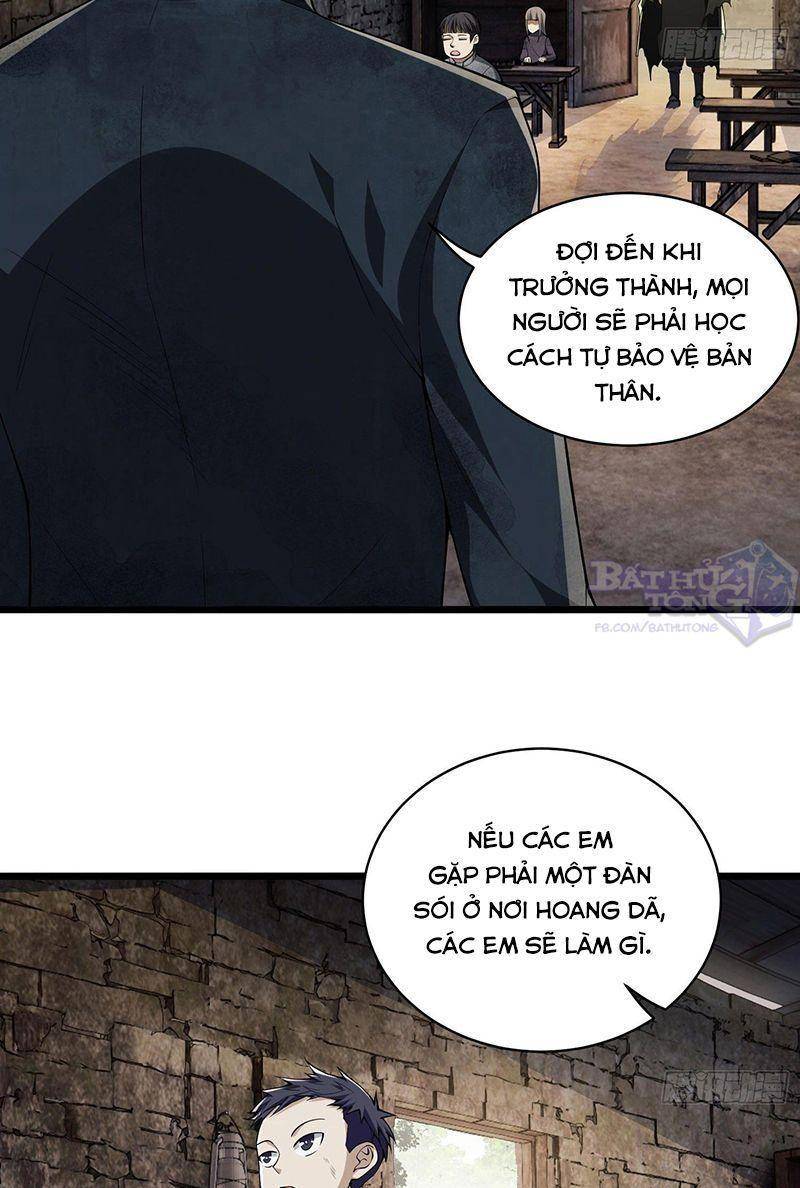 ĐỢI ĐẾN KHI
TRƯỞNG THÀNH, MỌI
NGƯỜI SẼ PHẢI HỌC
CÁCH TỰ BẢO VỆ BẢN
THÂN.
BẤT HỦ
TÔNG
FB.COM/BATHUTONG
NẾU CÁC EM
GẶP PHẢI MỘT ĐÀN
SÓI Ở NƠI HOANG DÃ,
CÁC EM SẼ LÀM GÌ.